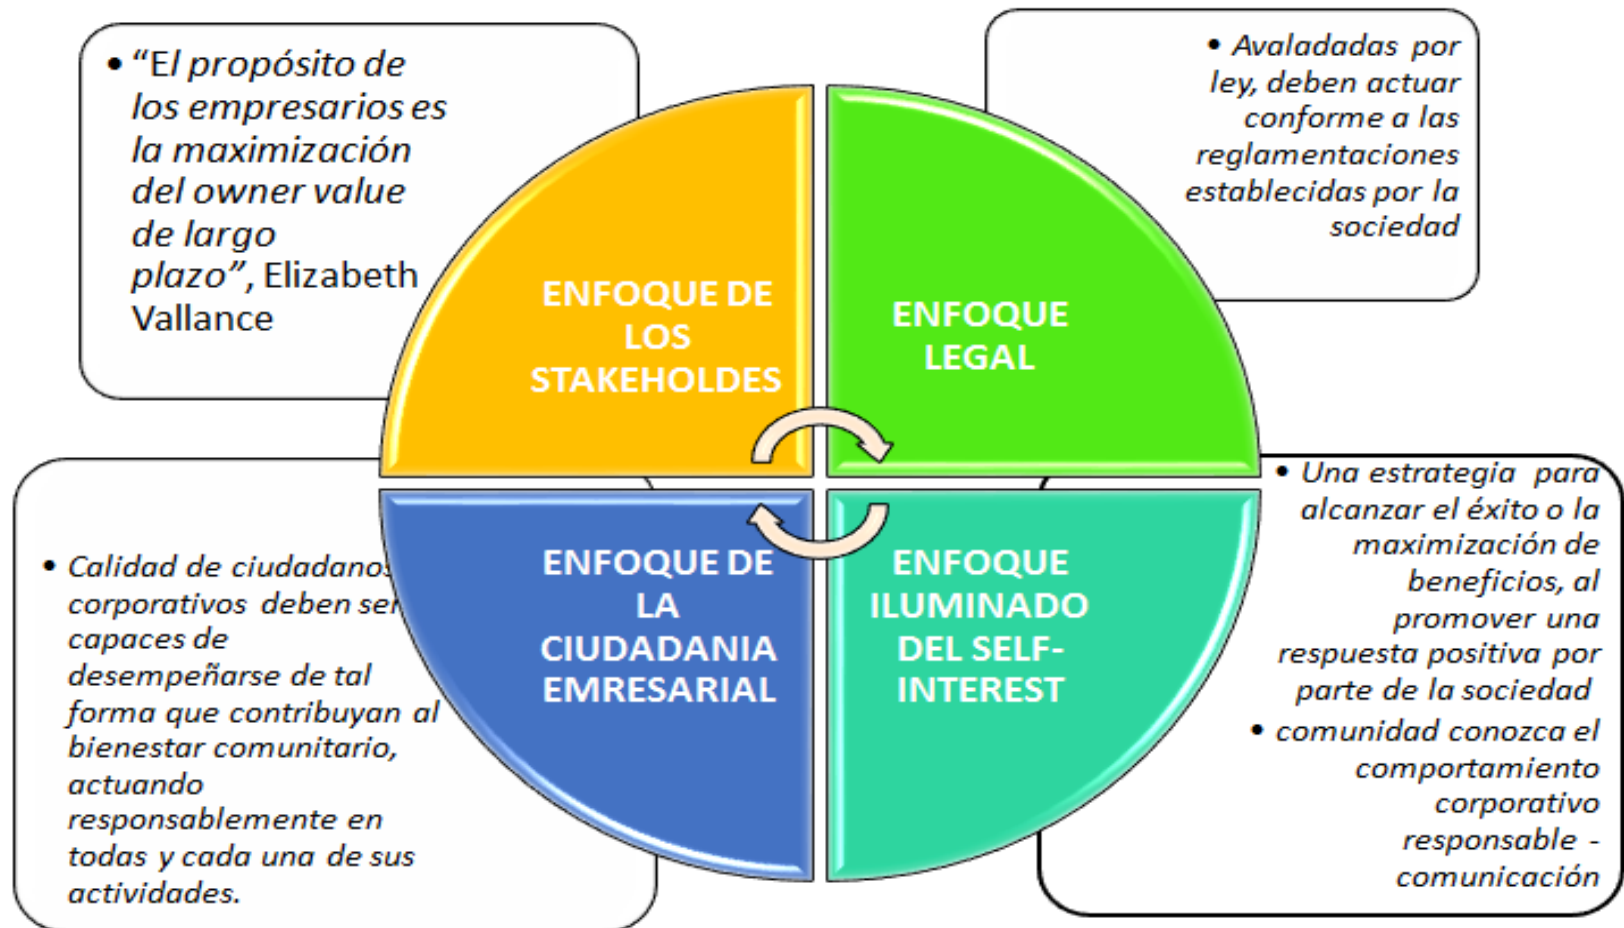 • “El propósito de
los empresarios es
la maximización
del owner value
de largo
plazo”, Elizabeth
Vallance
• Avaladadas por
ley, deben actuar
conforme a las
reglamentaciones
establecidas por la
sociedad
ENFOQUE DE
LOS
STAKEHOLDES
ENFOQUE
LEGAL
• Calidad de ciudadanos
corporativos deben ser
capaces de
desempeñarse de tal
forma que contribuyan al
bienestar comunitario,
actuando
responsablemente en
todas y cada una de sus
actividades.
ENFOQUE DE
LA
CIUDADANIA
EMRESARIAL
ENFOQUE
ILUMINADO
DEL SELF-
INTEREST
• Una estrategia para
alcanzar el éxito o la
maximización de
beneficios, al
promover una
respuesta positiva por
parte de la sociedad
• comunidad conozca el
comportamiento
corporativo
responsable -
comunicación